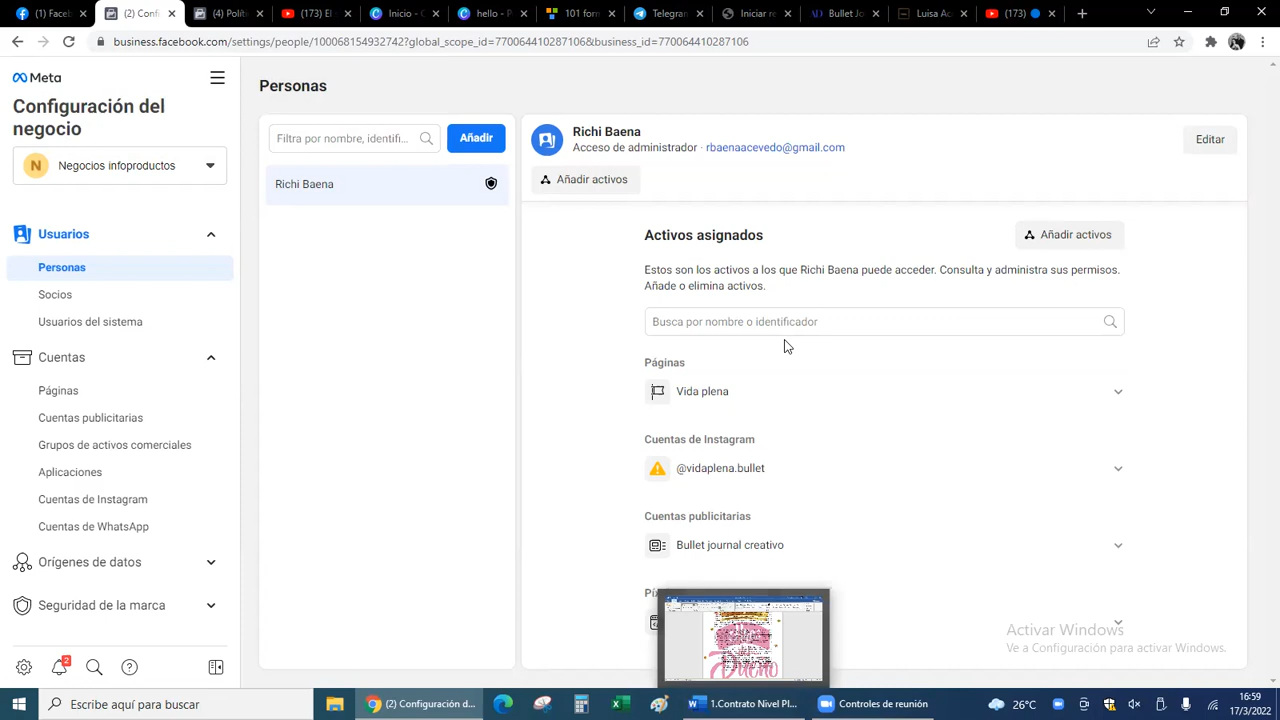 (1) Faceb
(2) Confi
(4) Políti
(173) El
Inicio - C
hello - P
101 form
Telegran
Iniciar re
Bullet Jo
Luisa Ac
(173)
business.facebook.com/settings/people/100068154932742?global_scope_id=770064410287106&business_id=770064410287106
Meta
Configuración del
negocio
N
Negocios infoproductos
Usuarios
Personas
Socios
Usuarios del sistema
Cuentas
Páginas
Cuentas publicitarias
Grupos de activos comerciales
Aplicaciones
Cuentas de Instagram
Cuentas de WhatsApp
Orígenes de datos
Seguridad de la marca
2
Personas
Filtra por nombre, identifi...
Añadir
Richi Baena
Richi Baena
Acceso de administrador · rbaenaacevedo@gmail.com
Editar
Añadir activos
Activos asignados
Añadir activos
Estos son los activos a los que Richi Baena puede acceder. Consulta y administra sus permisos.
Añade o elimina activos.
Busca por nombre o identificador
Páginas
Vida plena
Cuentas de Instagram
@vidaplena.bullet
Cuentas publicitarias
Bullet journal creativo
Activar Windows
Ve a Configuración para activar Windows.
Escribe aquí para buscar
(2) Configuración d...
1.Contrato Nivel Pl...
Controles de reunión
26°C
16:59
17/3/2022